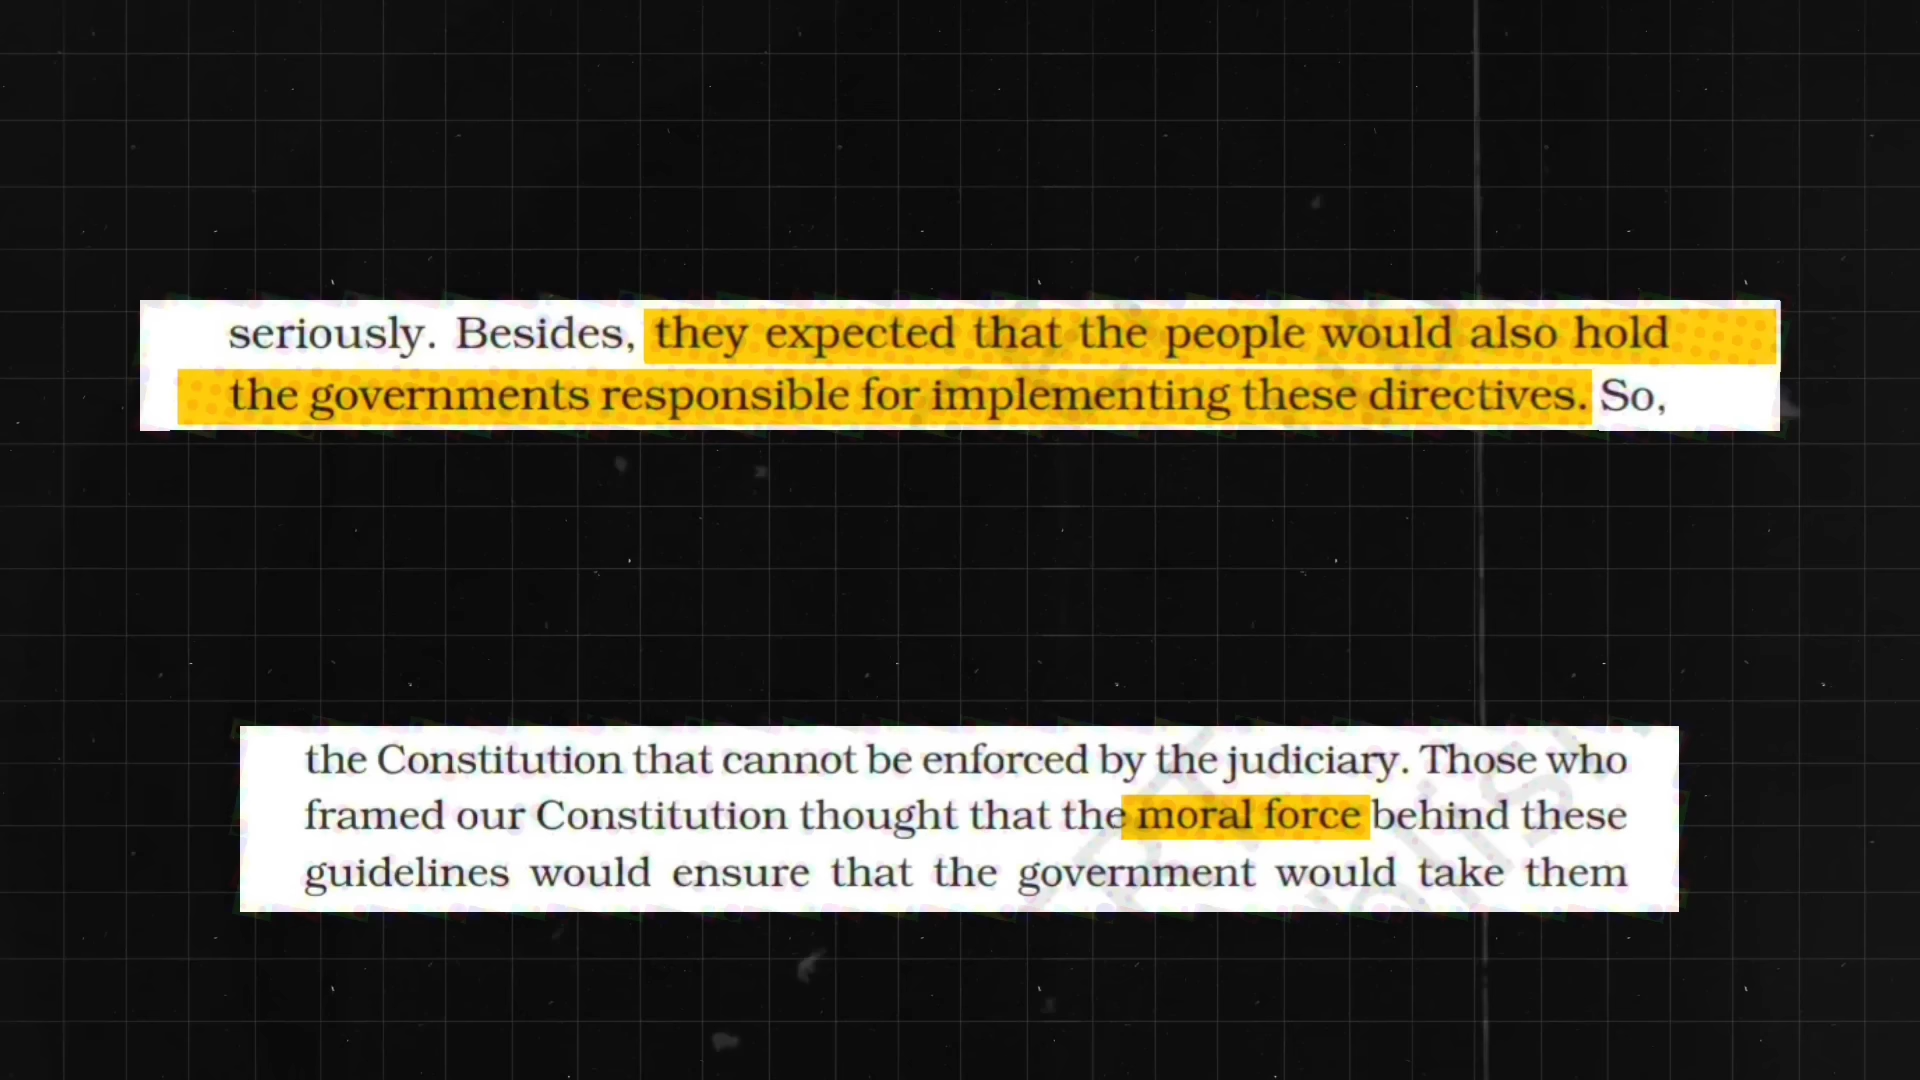 seriously. Besides, they expected that the people would also hold
the governments responsible for implementing these directives. So,
the Constitution that cannot be enforced by the judiciary. Those who
framed our Constitution thought that the moral force behind these
guidelines would ensure that the government would take them